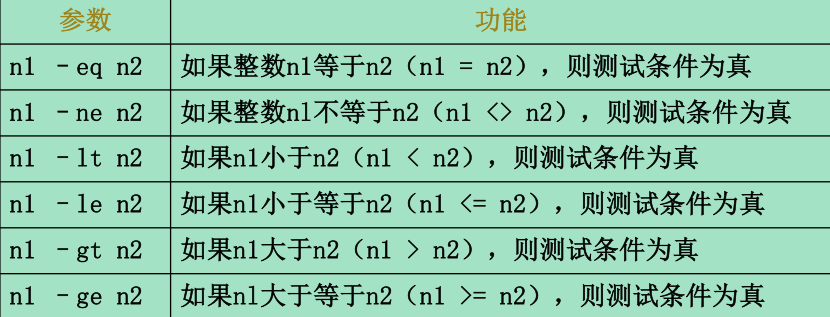 参数 功能
n1 –eq n2 如果整数n1等于n2（n1 = n2），则测试条件为真
n1 –ne n2 如果整数n1不等于n2（n1 <> n2），则测试条件为真
n1 –lt n2 如果n1小于n2（n1 < n2），则测试条件为真
n1 –le n2 如果n1小于等于n2（n1 <= n2），则测试条件为真
n1 –gt n2 如果n1大于n2（n1 > n2），则测试条件为真
n1 –ge n2 如果n1大于等于n2（n1 >= n2），则测试条件为真